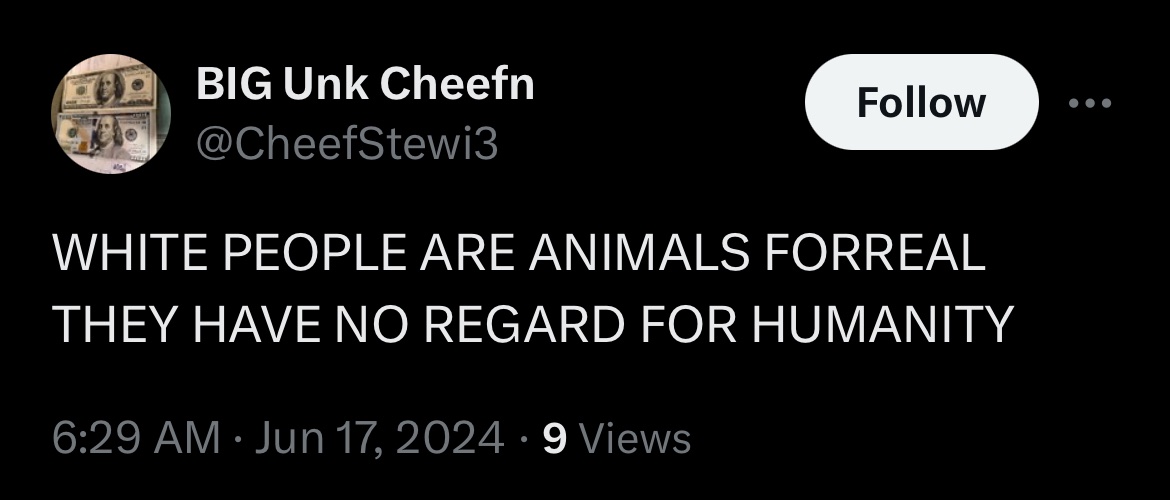 BIG Unk Cheefn
Follow
@CheefStewi3
WHITE PEOPLE ARE ANIMALS FORREAL
THEY HAVE NO REGARD FOR HUMANITY
6:29 AM · Jun 17, 2024 · 9 Views